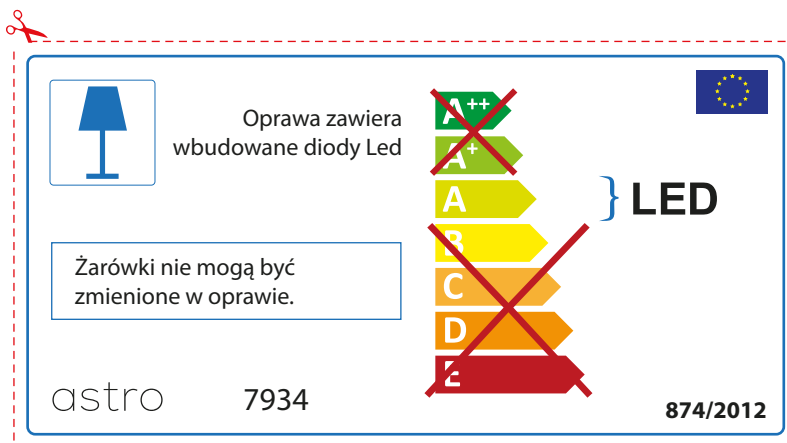 Oprawa zawiera
wbudowane diody Led
A++
A+
A
B
C
D
E
LED
Żarówki nie mogą być
zmienione w oprawie.
astro
7934
874/2012